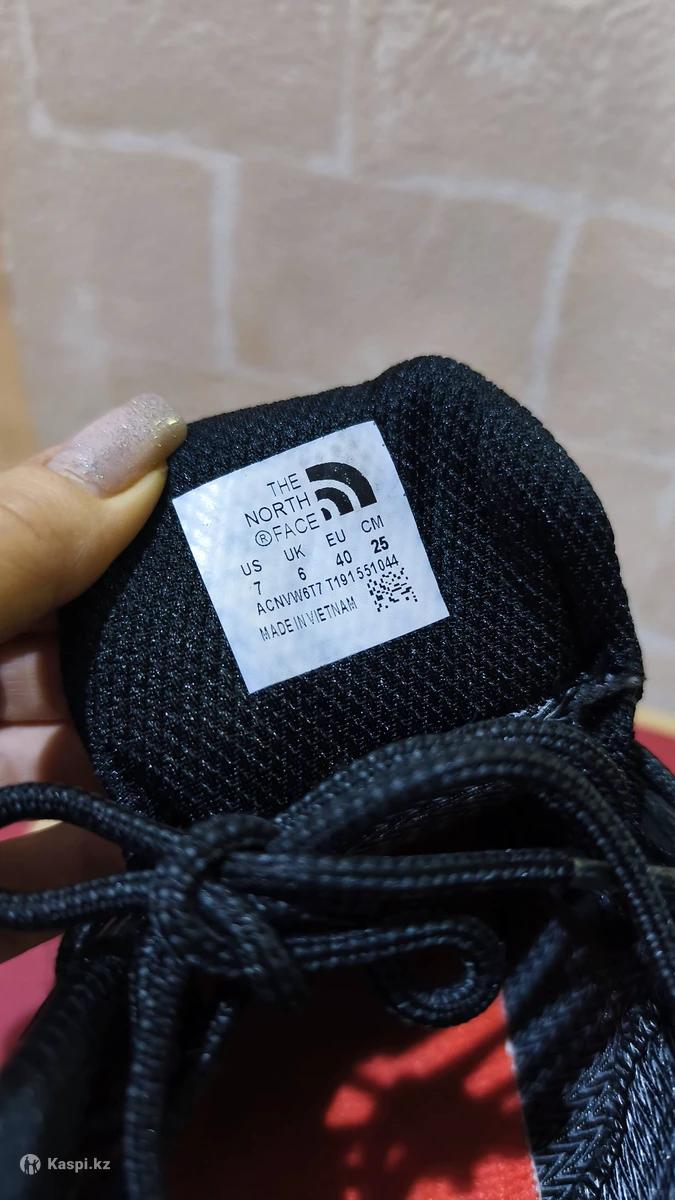 THE
NORTH
®FACE
US UK EU CM
7 6 40 25
ACNVW6T7 T191551044
MADE IN VIETNAM
Kaspi.kz